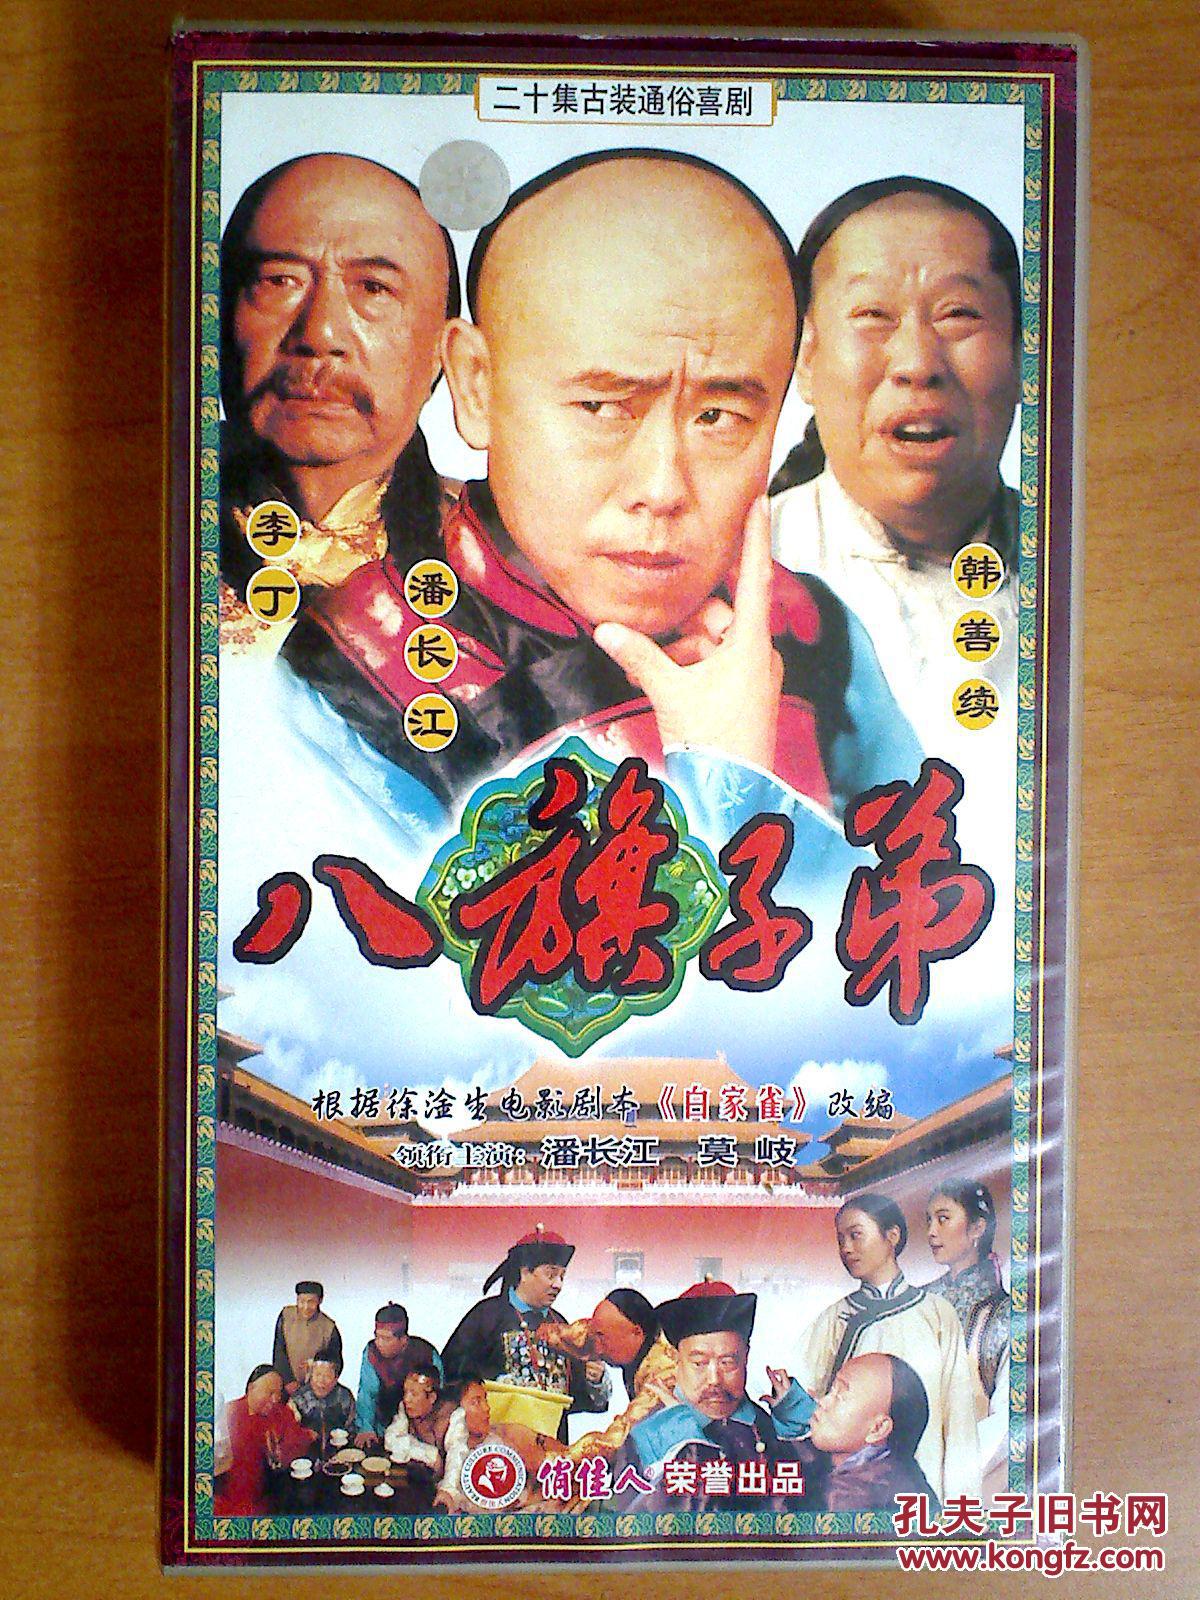 二十集古装通俗喜剧
李丁
潘长江
韩善续
八旗子弟
根据徐淦生电影剧本《自家雀》改编
领衔主演：潘长江 莫岐
俏佳人® 荣誉出品
孔夫子旧书网
www.kongfz.com